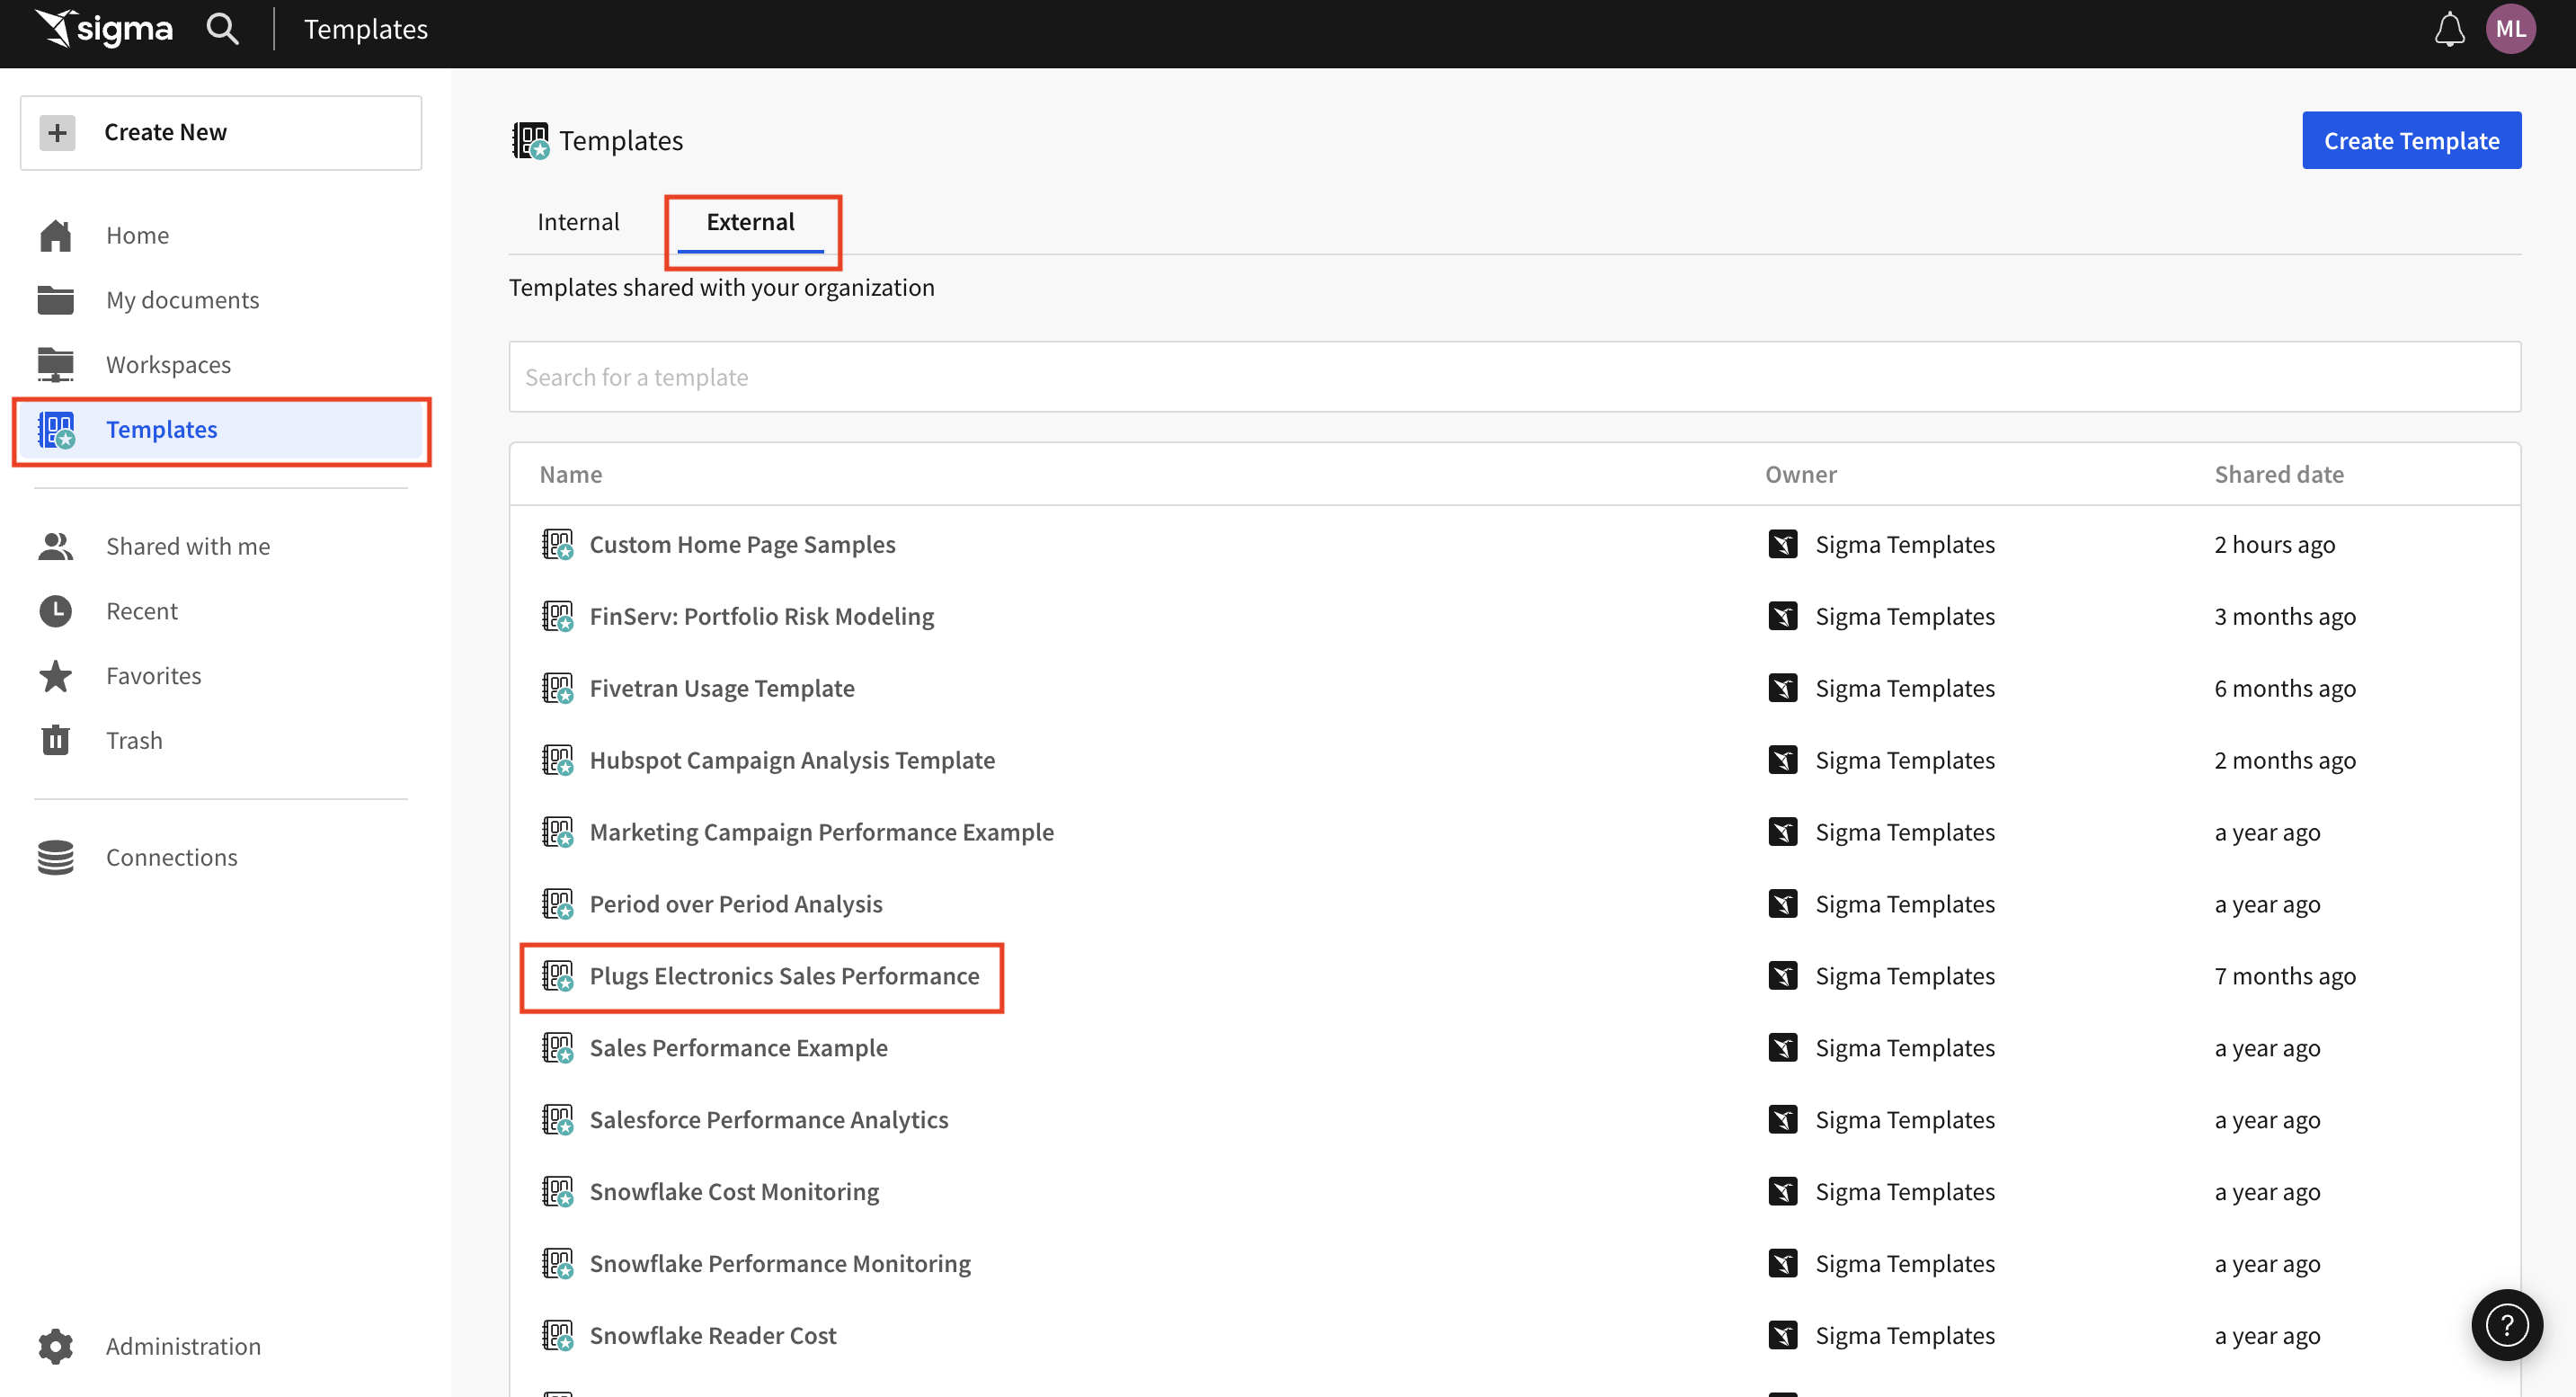 sigma
Templates
ML
Create New
Home
My documents
Workspaces
Templates
Shared with me
Recent
Favorites
Trash
Connections
Administration
Templates
Create Template
Internal
External
Templates shared with your organization
Search for a template
Name Owner Shared date
Custom Home Page Samples Sigma Templates 2 hours ago
FinServ: Portfolio Risk Modeling Sigma Templates 3 months ago
Fivetran Usage Template Sigma Templates 6 months ago
Hubspot Campaign Analysis Template Sigma Templates 2 months ago
Marketing Campaign Performance Example Sigma Templates a year ago
Period over Period Analysis Sigma Templates a year ago
Plugs Electronics Sales Performance Sigma Templates 7 months ago
Sales Performance Example Sigma Templates a year ago
Salesforce Performance Analytics Sigma Templates a year ago
Snowflake Cost Monitoring Sigma Templates a year ago
Snowflake Performance Monitoring Sigma Templates a year ago
Snowflake Reader Cost Sigma Templates a year ago
?